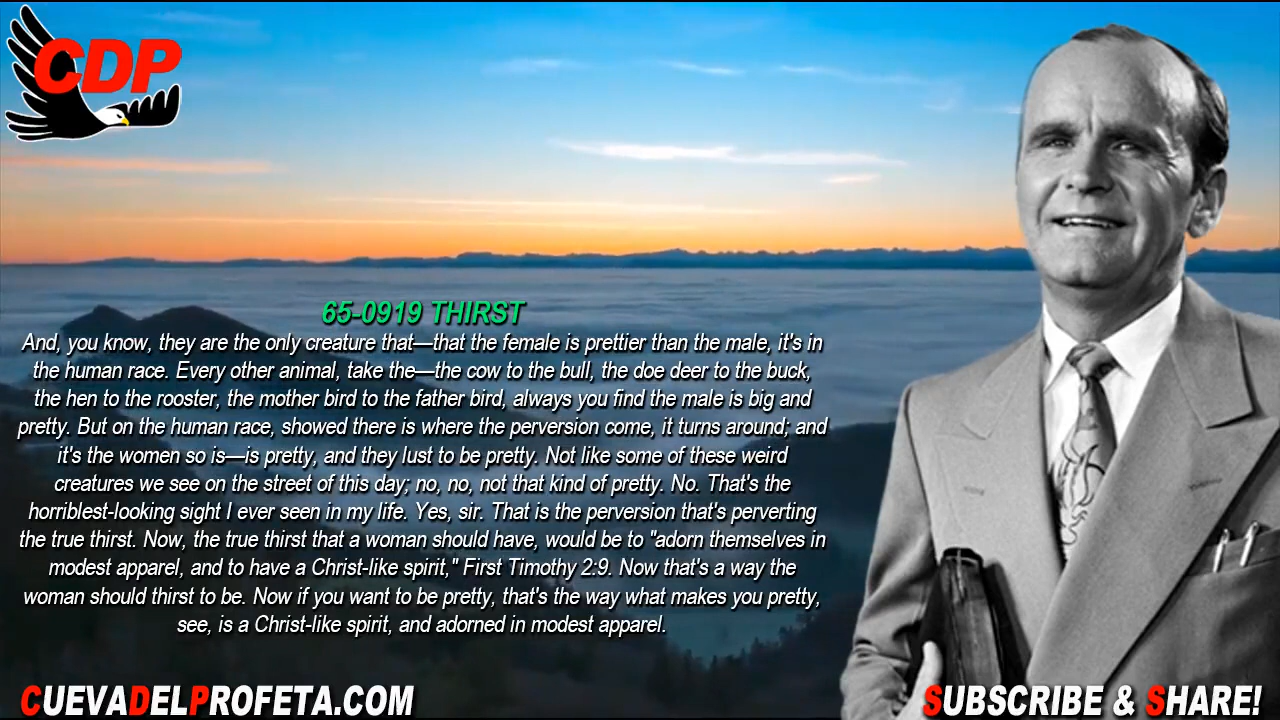 CDP
65-0919 THIRST
And, you know, they are the only creature that—that the female is prettier than the male, it's in
the human race. Every other animal, take the—the cow to the bull, the doe deer to the buck,
the hen to the rooster, the mother bird to the father bird, always you find the male is big and
pretty. But on the human race, showed there is where the perversion come, it turns around; and
it's the women so is—is pretty, and they lust to be pretty. Not like some of these weird
creatures we see on the street of this day; no, no, not that kind of pretty. No. That's the
horriblest-looking sight I ever seen in my life. Yes, sir. That is the perversion that's perverting
the true thirst. Now, the true thirst that a woman should have, would be to "adorn themselves in
modest apparel, and to have a Christ-like spirit," First Timothy 2:9. Now that's a way the
woman should thirst to be. Now if you want to be pretty, that's the way what makes you pretty,
see, is a Christ-like spirit, and adorned in modest apparel.
CUEVADELPROFETA.COM
SUBSCRIBE & SHARE!